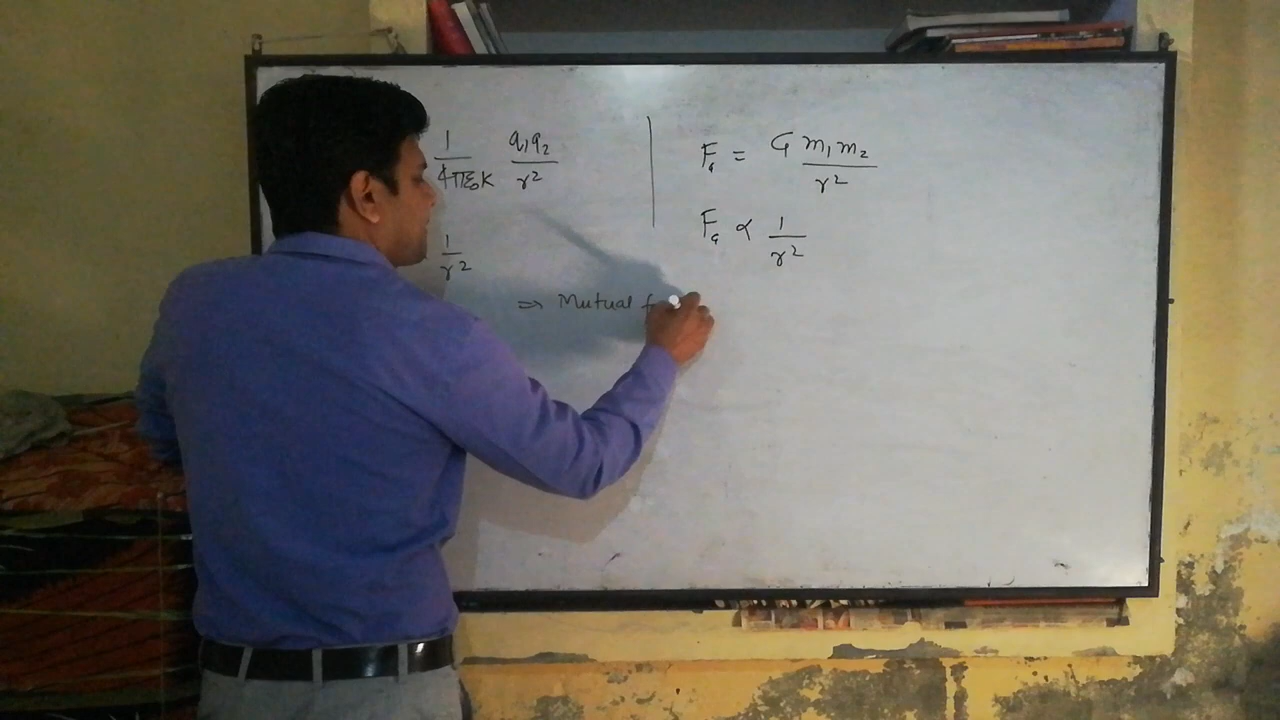 1/4πε₀K q₁q₂/r²
1/r²
F_G = G m₁m₂/r²
F_G ∝ 1/r²
⇒ Mutual f